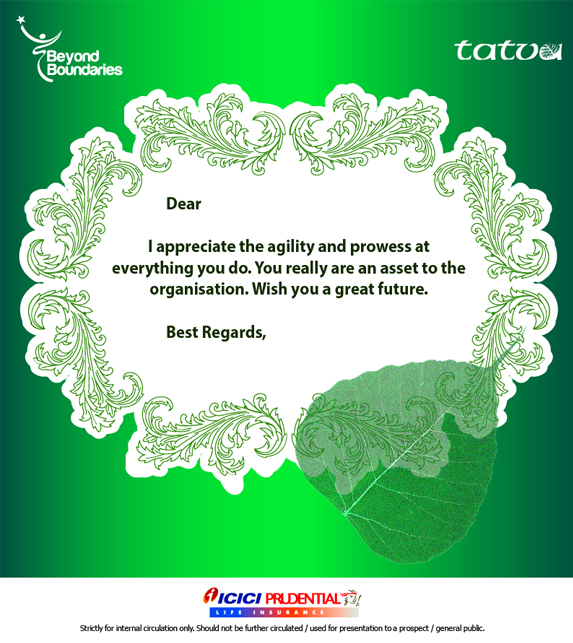 Beyond
Boundaries
tatva
Dear
I appreciate the agility and prowess at
everything you do. You really are an asset to the
organisation. Wish you a great future.
Best Regards,
ICICI PRUDENTIAL
LIFE INSURANCE
Strictly for internal circulation only. Should not be further circulated / used for presentation to a prospect / general public.